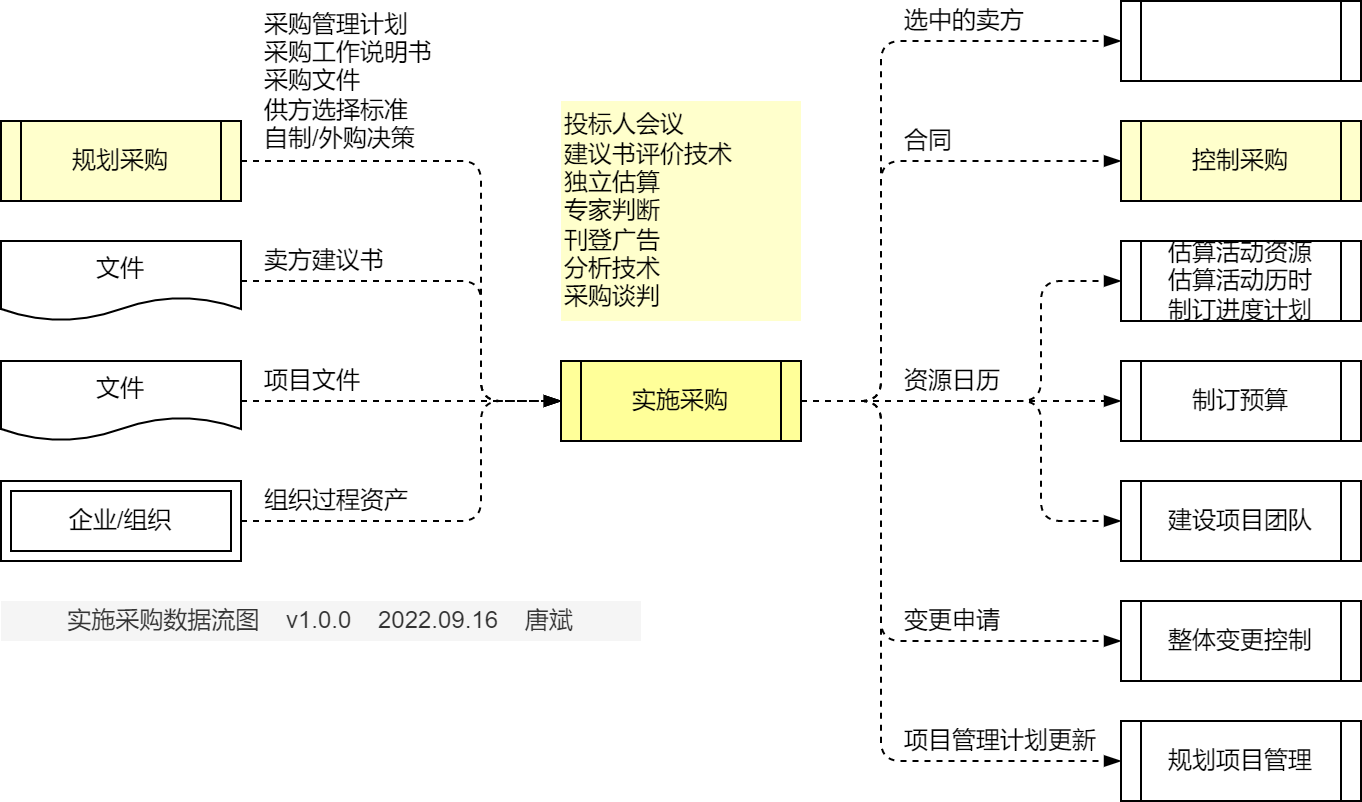 采购管理计划
采购工作说明书
采购文件
供方选择标准
自制/外购决策
规划采购
文件
卖方建议书
文件
项目文件
企业/组织
组织过程资产
投标人会议
建议书评价技术
独立估算
专家判断
刊登广告
分析技术
采购谈判
实施采购
选中的卖方
合同
控制采购
估算活动资源
估算活动历时
制订进度计划
资源日历
制订预算
建设项目团队
变更申请
整体变更控制
项目管理计划更新
规划项目管理
实施采购数据流图 v1.0.0 2022.09.16 唐斌